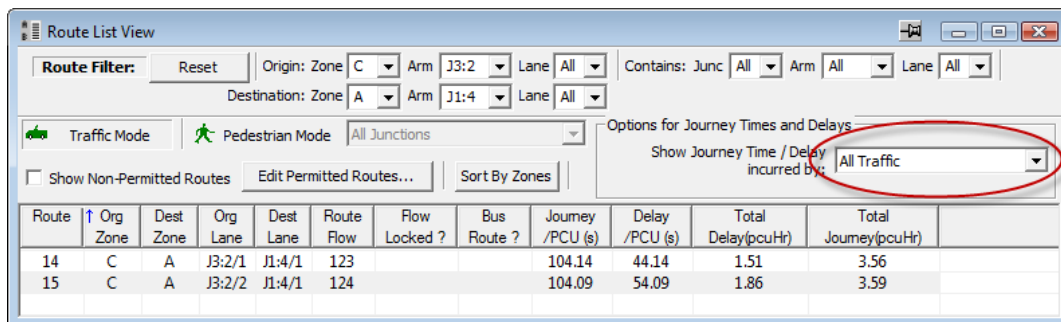 Route List View
Route Filter: Reset Origin: Zone C Arm J3:2 Lane All Contains: Junc All Arm All Lane All
Destination: Zone A Arm J1:4 Lane All
Traffic Mode Pedestrian Mode All Junctions Options for Journey Times and Delays
Show Journey Time / Delay incurred by: All Traffic
Show Non-Permitted Routes Edit Permitted Routes... Sort By Zones
Route Org Zone Dest Zone Org Lane Dest Lane Route Flow Flow Locked ? Bus Route ? Journey /PCU (s) Delay /PCU (s) Total Delay(pcuHr) Total Journey(pcuHr)
14 C A J3:2/1 J1:4/1 123 104.14 44.14 1.51 3.56
15 C A J3:2/2 J1:4/1 124 104.09 54.09 1.86 3.59